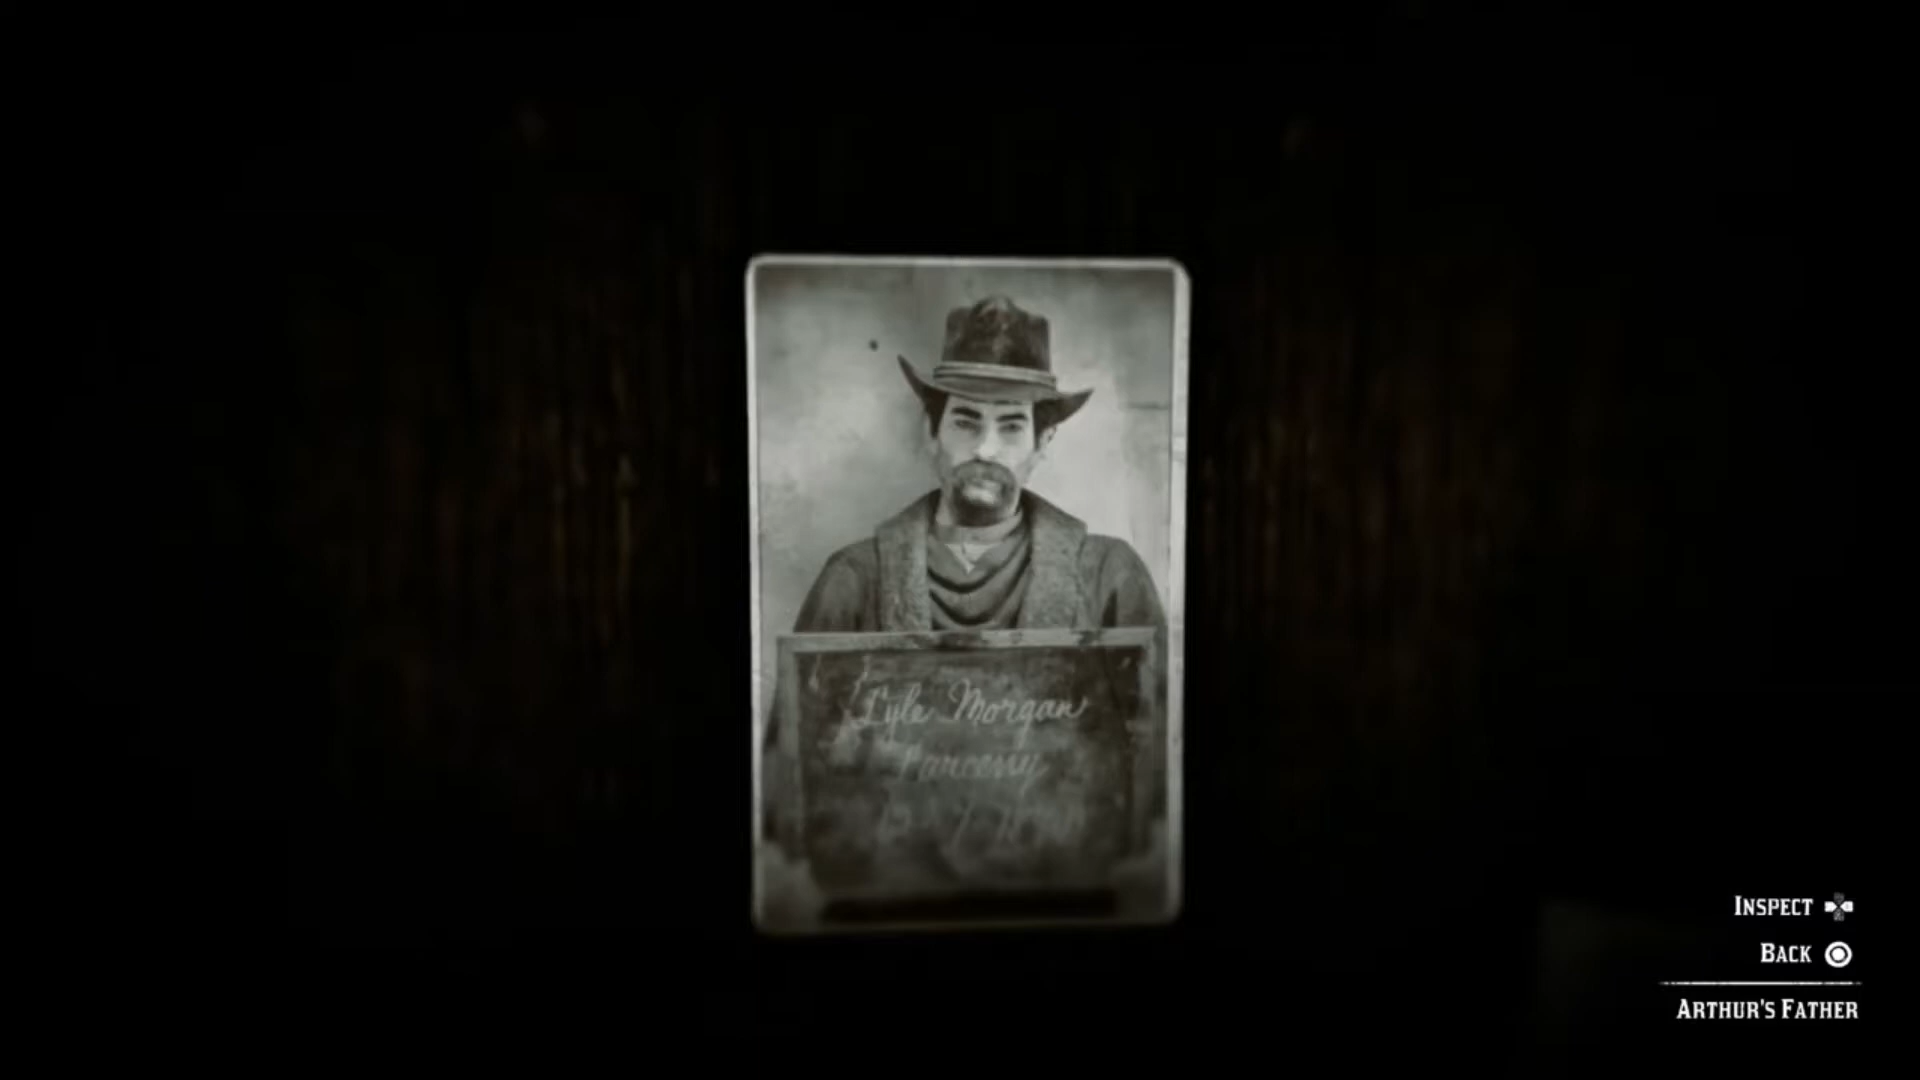 Lyle Morgan
Larceny
INSPECT
BACK
ARTHUR'S FATHER